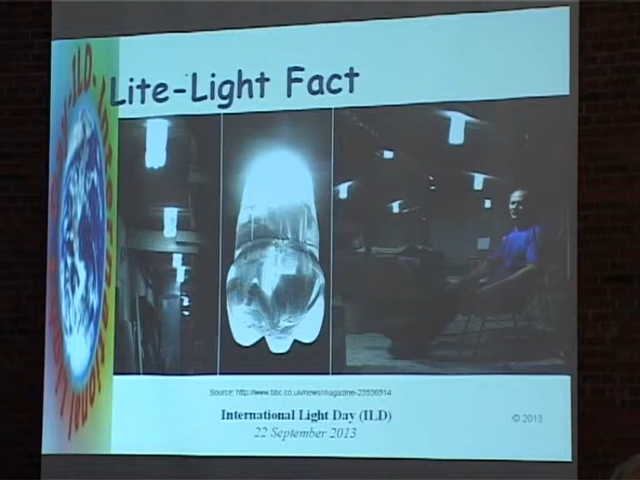 Lite-Light Fact
Source: http://www.bbc.co.uk/news/magazine-23536914
International Light Day (ILD)
22 September 2013
© 2013